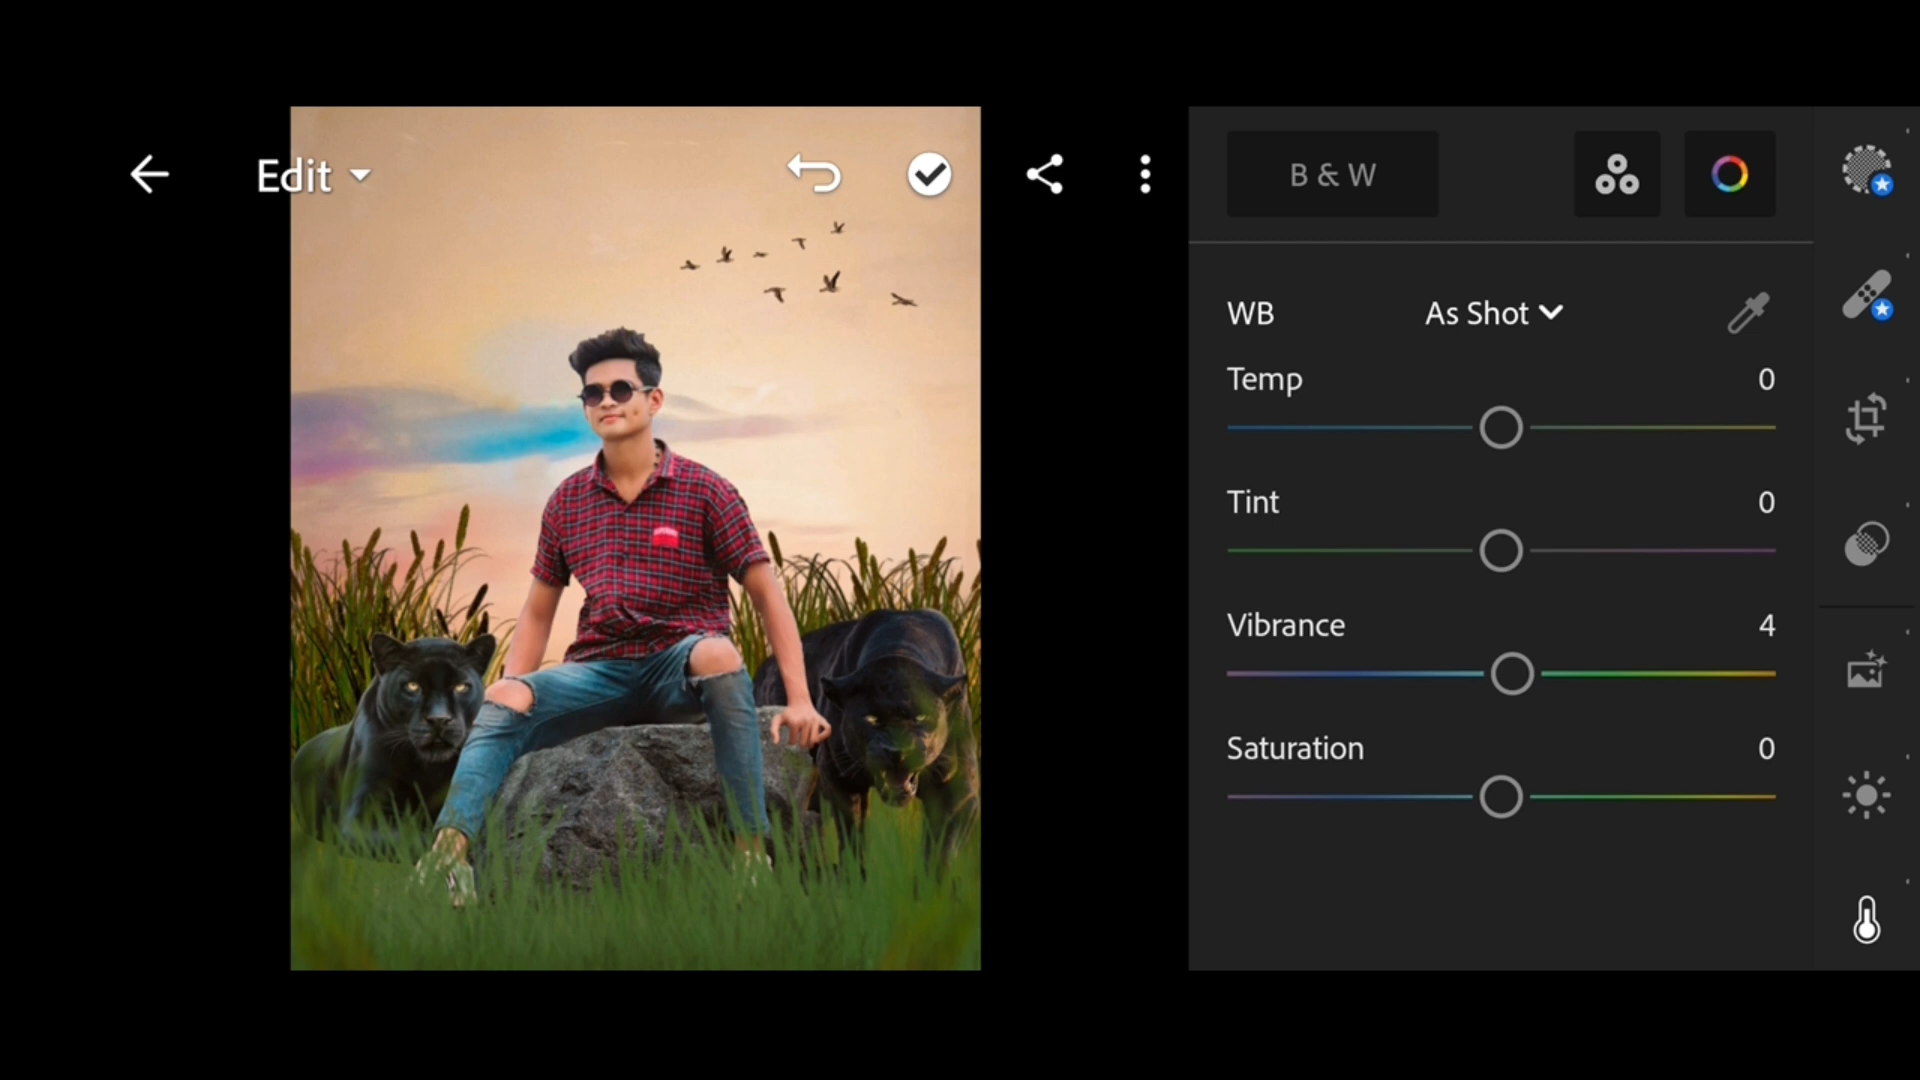 Edit
B & W
WB As Shot
Temp 0
Tint 0
Vibrance 4
Saturation 0